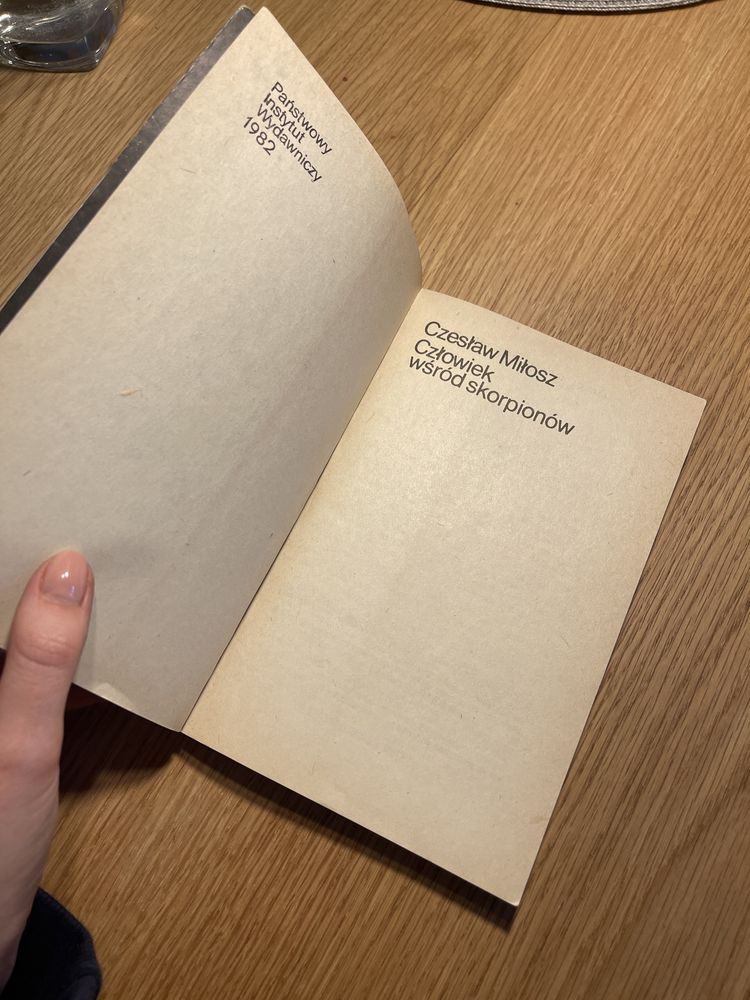 Państwowy
Instytut
Wydawniczy
1982
Czesław Miłosz
Człowiek
wśród skorpionów